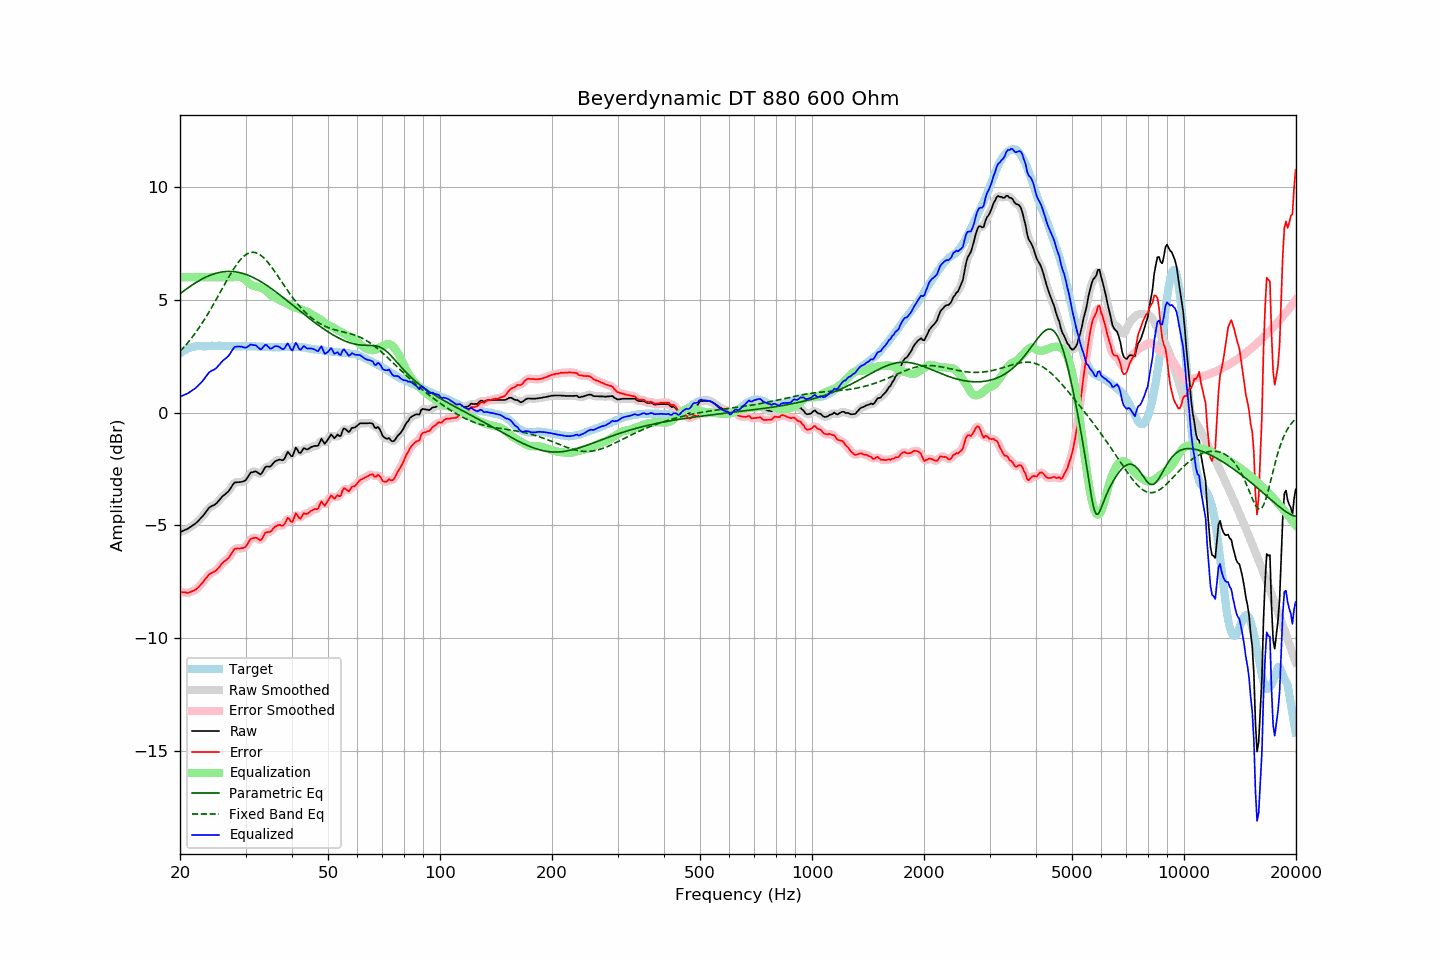 Beyerdynamic DT 880 600 Ohm
Amplitude (dBr)
10
5
0
−5
−10
−15
Target
Raw Smoothed
Error Smoothed
Raw
Error
Equalization
Parametric Eq
Fixed Band Eq
Equalized
20 50 100 200 500 1000 2000 5000 10000 20000
Frequency (Hz)